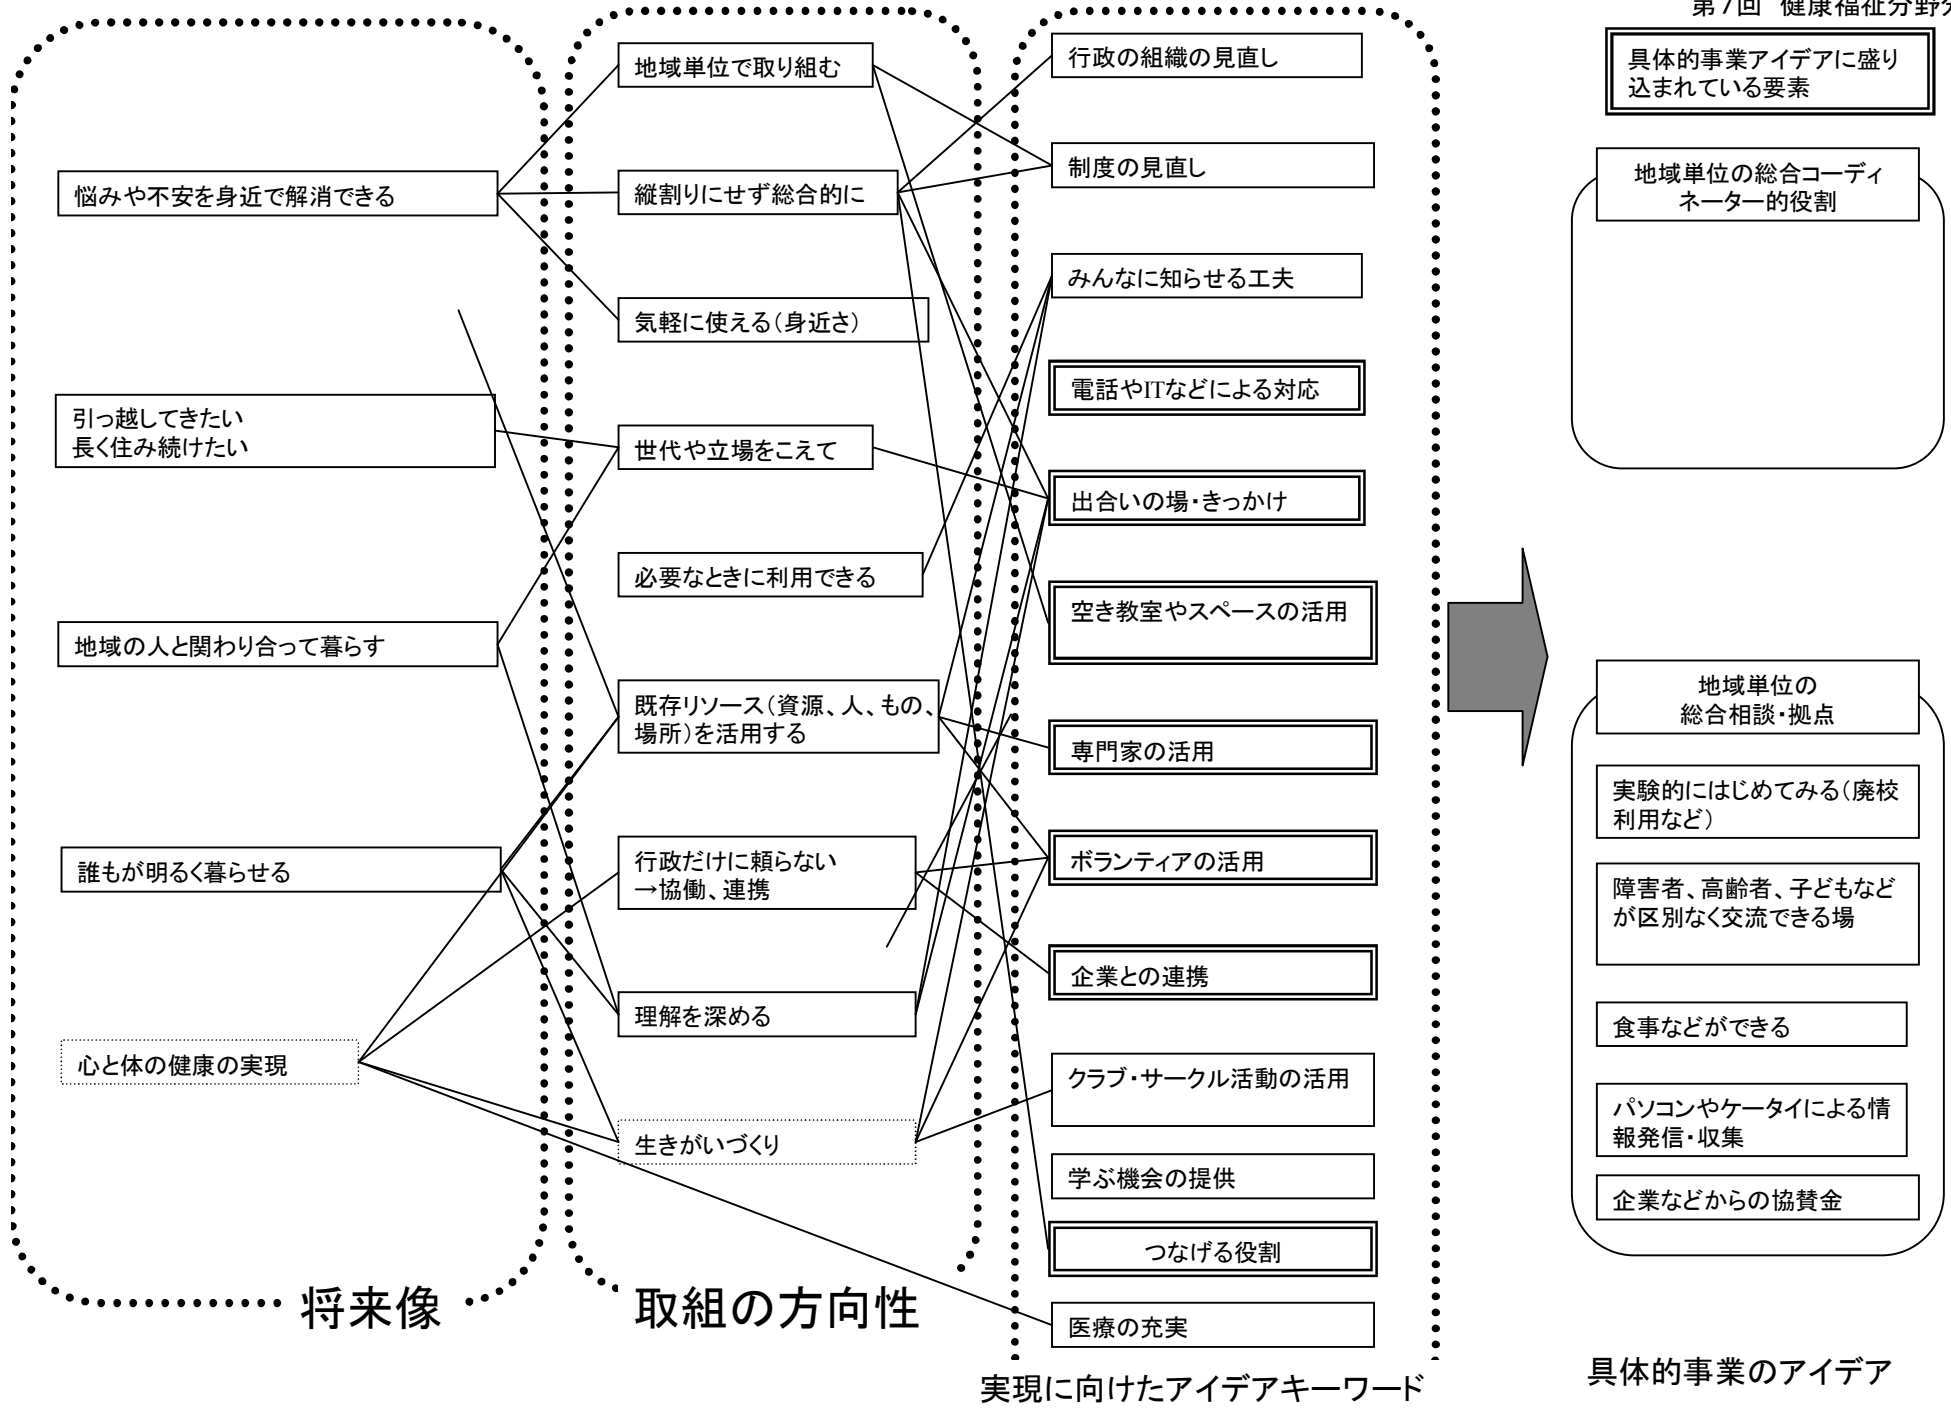 第7回 健康福祉分野
具体的事業アイデアに盛り
込まれている要素
悩みや不安を身近で解消できる
引っ越してきたい
長く住み続けたい
地域の人と関わり合って暮らす
誰もが明るく暮らせる
心と体の健康の実現
将来像
地域単位で取り組む
縦割りにせず総合的に
気軽に使える(身近さ)
世代や立場をこえて
必要なときに利用できる
既存リソース(資源、人、もの、
場所)を活用する
行政だけに頼らない
→協働、連携
理解を深める
生きがいづくり
取組の方向性
行政の組織の見直し
制度の見直し
みんなに知らせる工夫
電話やITなどによる対応
出合いの場・きっかけ
空き教室やスペースの活用
専門家の活用
ボランティアの活用
企業との連携
クラブ・サークル活動の活用
学ぶ機会の提供
つなげる役割
医療の充実
実現に向けたアイデアキーワード
地域単位の総合コーディ
ネーター的役割
地域単位の
総合相談・拠点
実験的にはじめてみる(廃校
利用など)
障害者、高齢者、子どもなど
が区別なく交流できる場
食事などができる
パソコンやケータイによる情
報発信・収集
企業などからの協賛金
具体的事業のアイデア